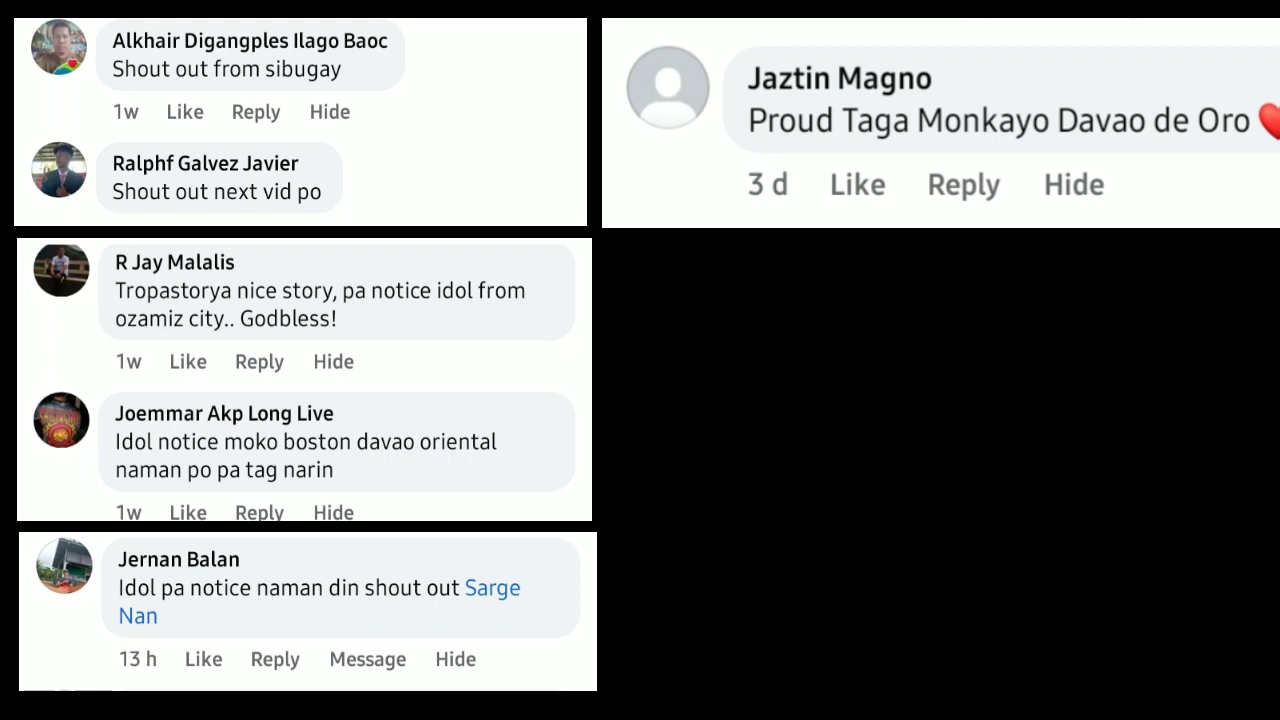 Alkhair Digangples Ilago Baoc
Shout out from sibugay
1w Like Reply Hide
Ralphf Galvez Javier
Shout out next vid po
R Jay Malalis
Tropastorya nice story, pa notice idol from
ozamiz city.. Godbless!
1w Like Reply Hide
Joemmar Akp Long Live
Idol notice moko boston davao oriental
naman po pa tag narin
1w Like Reply Hide
Jernan Balan
Idol pa notice naman din shout out Sarge
Nan
13 h Like Reply Message Hide
Jaztin Magno
Proud Taga Monkayo Davao de Oro ❤
3 d Like Reply Hide